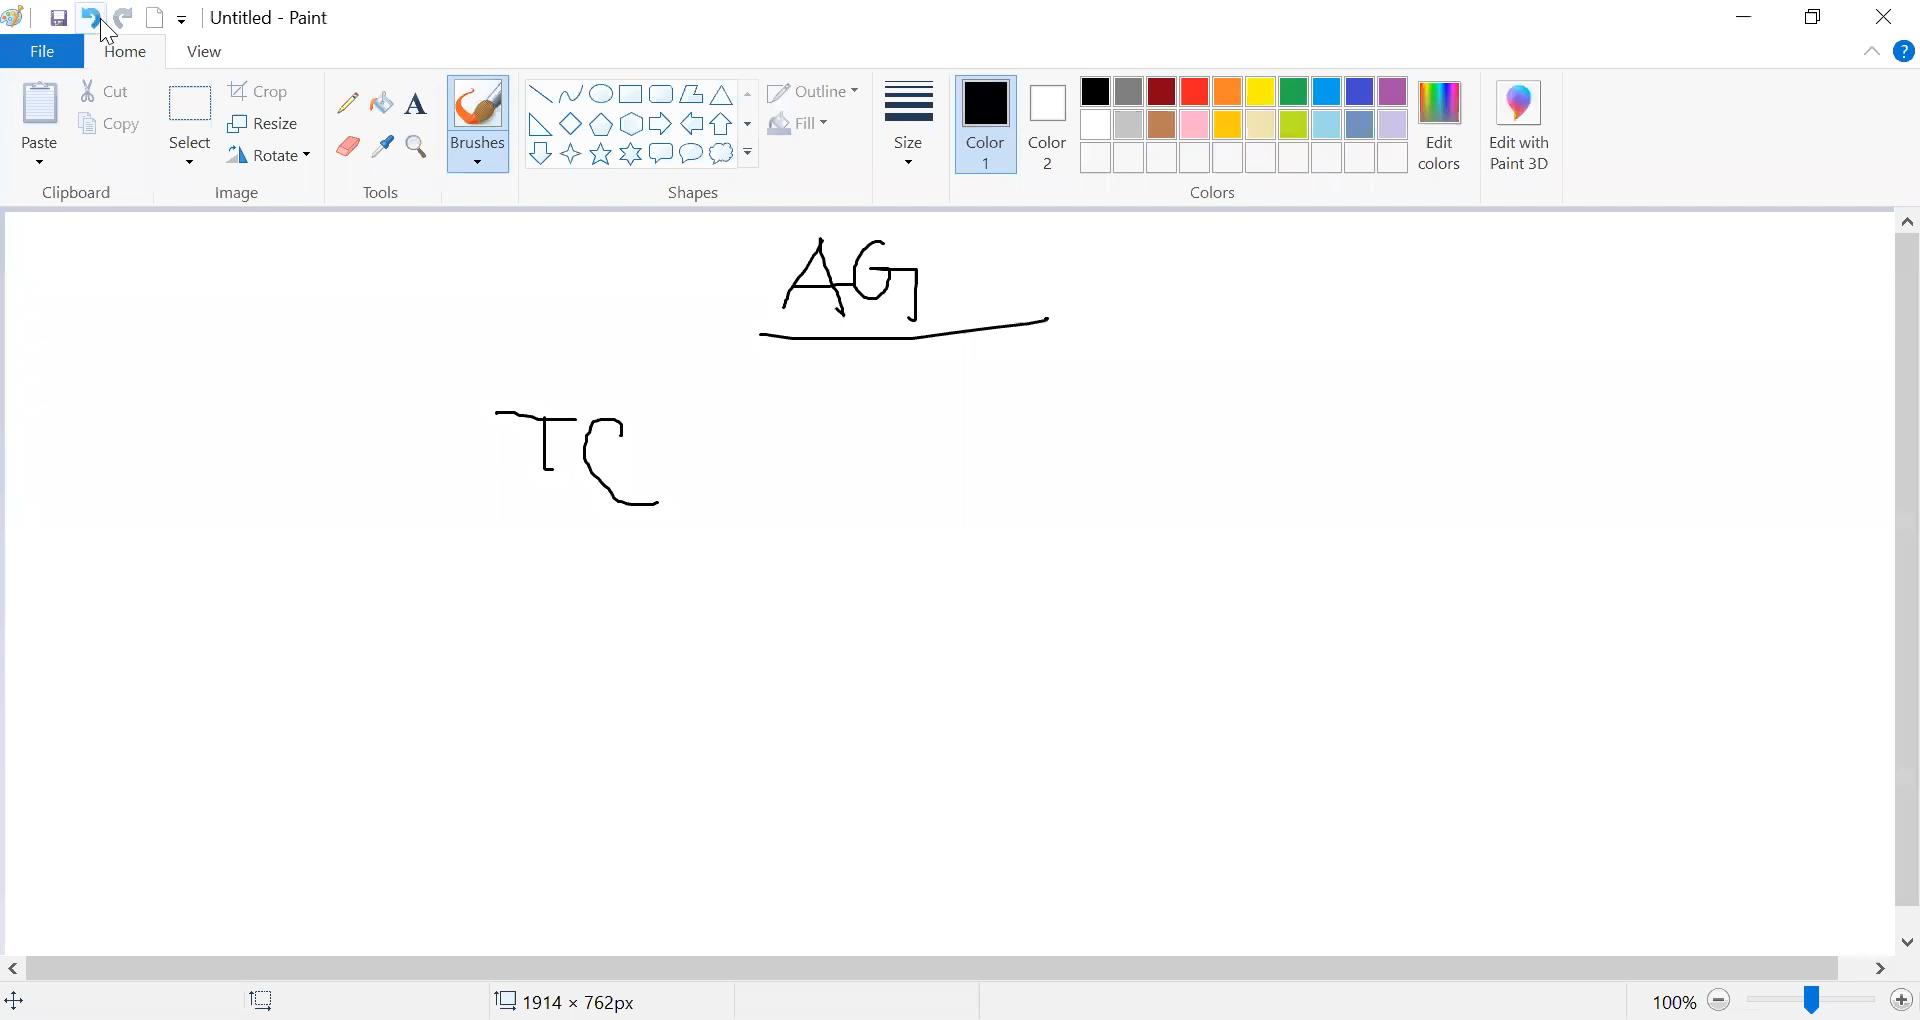 Untitled - Paint
File Home View
Paste
Cut
Copy
Clipboard
Select
Crop
Resize
Rotate
Image
Tools
Brushes
Shapes
Outline
Fill
Size
Color 1
Color 2
Colors
Edit colors
Edit with Paint 3D
?
A
AG
TC
1914 × 762px
100%